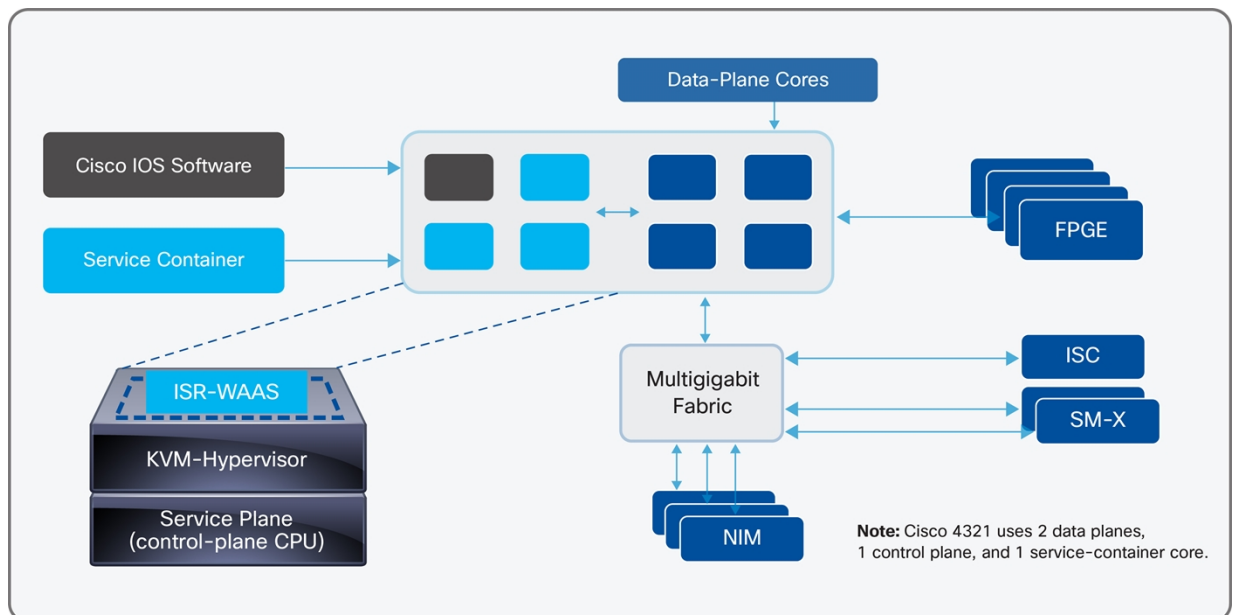 Data-Plane Cores
Cisco IOS Software
Service Container
FPGE
ISR-WAAS
KVM-Hypervisor
Service Plane
(control-plane CPU)
Multigigabit
Fabric
ISC
SM-X
NIM
Note: Cisco 4321 uses 2 data planes,
1 control plane, and 1 service-container core.